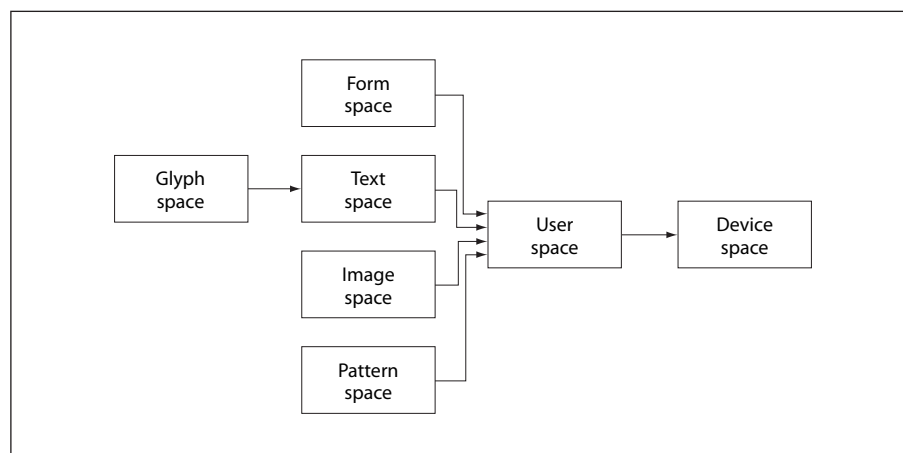 Form
space
Glyph
space
Text
space
User
space
Device
space
Image
space
Pattern
space